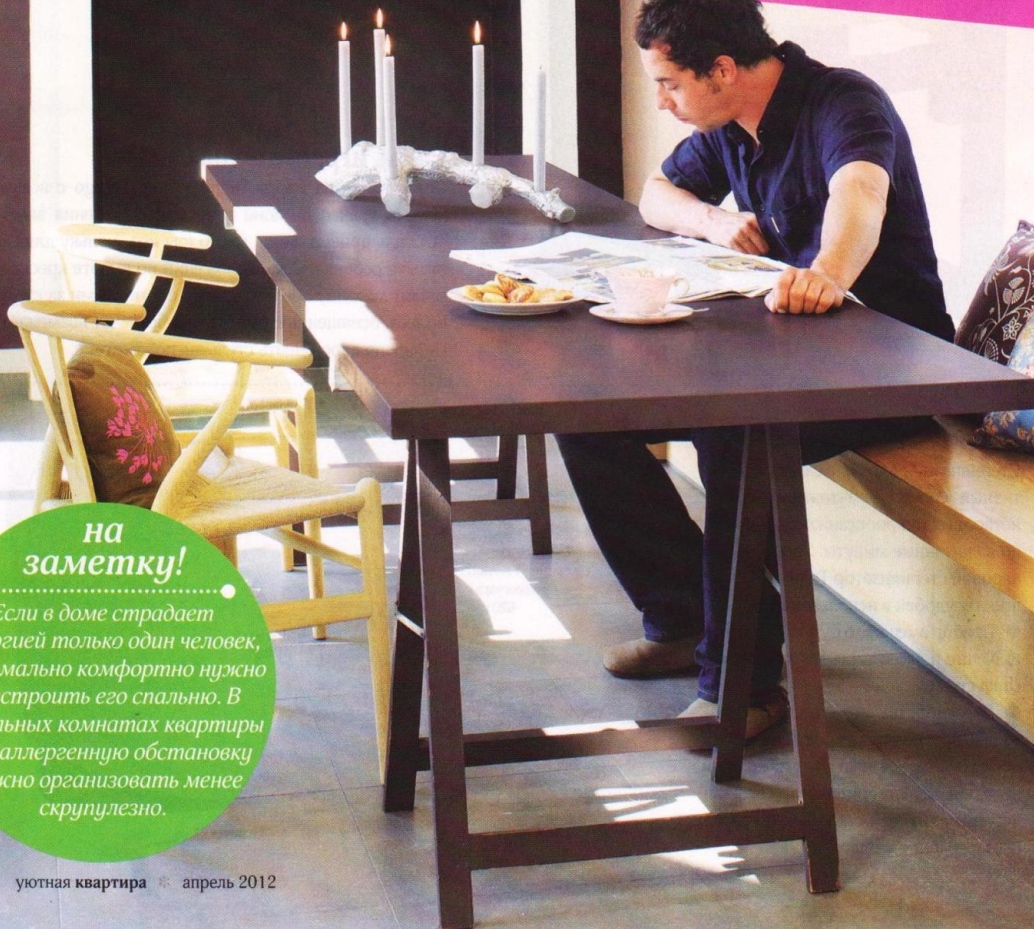 на
заметку!
Если в доме страдает
гией только один человек,
мально комфортно нужно
строить его спальню. В
льных комнатах квартиры
аллергенную обстановку
жно организовать менее
скрупулезно.
уютная квартира * апрель 2012